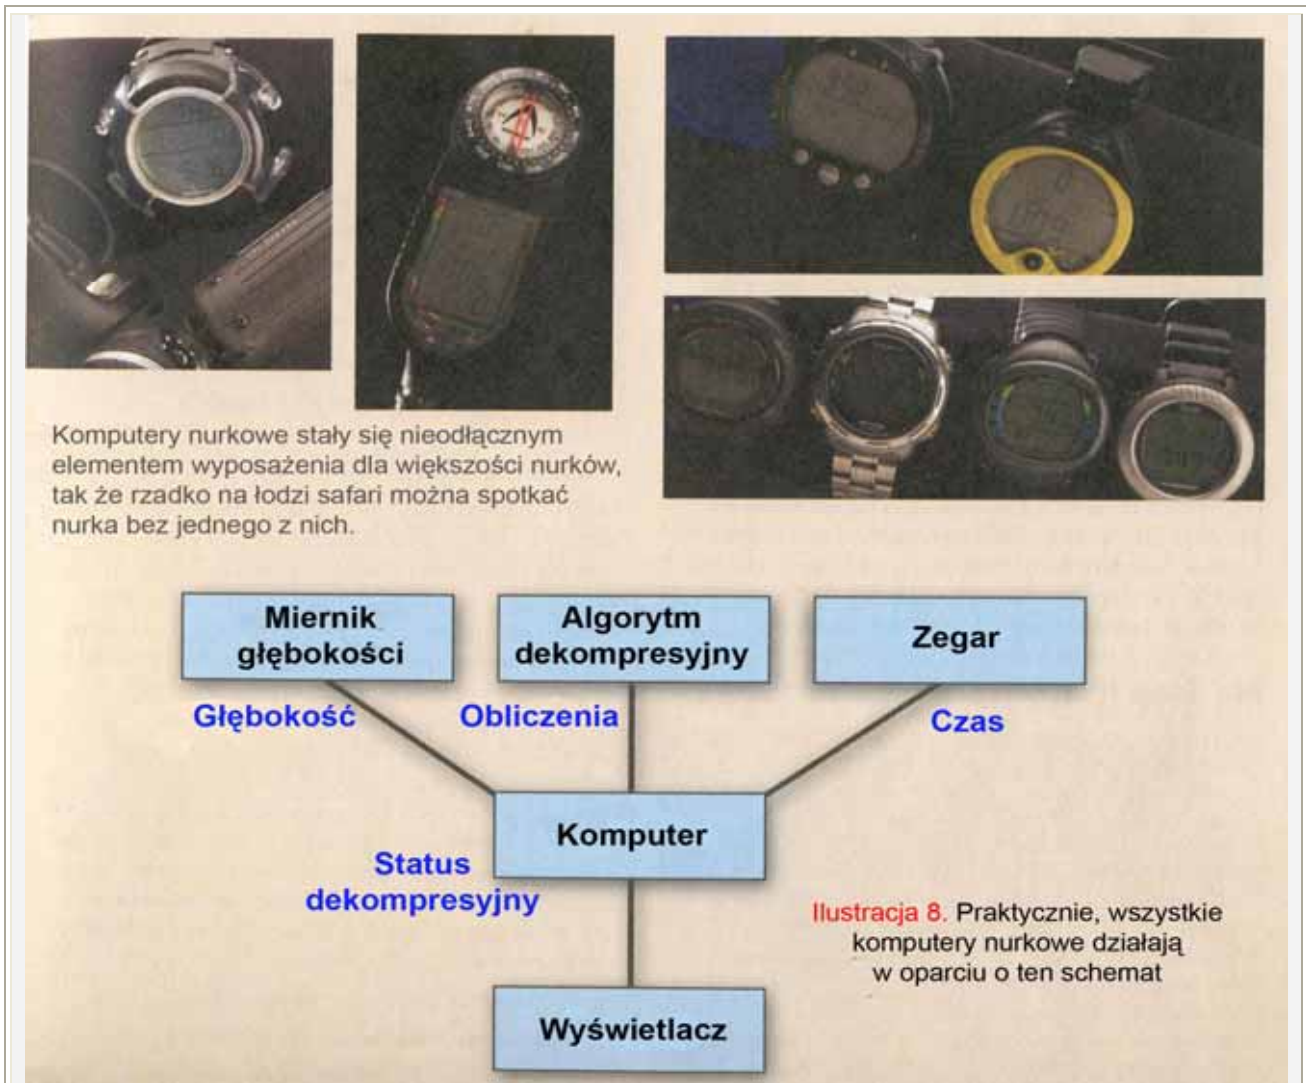 Komputery nurkowe stały się nieodłącznym
elementem wyposażenia dla większości nurków,
tak że rzadko na łodzi safari można spotkać
nurka bez jednego z nich.
Miernik
głębokości
Algorytm
dekompresyjny
Zegar
Głębokość
Obliczenia
Czas
Komputer
Status
dekompresyjny
Ilustracja 8. Praktycznie, wszystkie
komputery nurkowe działają
w oparciu o ten schemat
Wyświetlacz